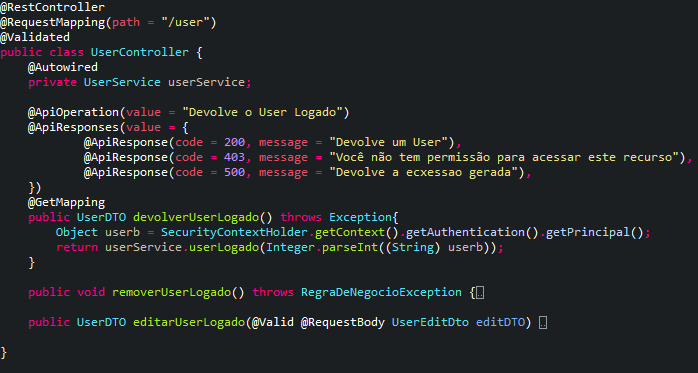 @RestController
@RequestMapping(path = "/user")
@Validated
public class UserController {
@Autowired
private UserService userService;
@ApiOperation(value = "Devolve o User Logado")
@ApiResponses(value = {
@ApiResponse(code = 200, message = "Devolve um User"),
@ApiResponse(code = 403, message = "Você não tem permissão para acessar este recurso"),
@ApiResponse(code = 500, message = "Devolve a ecxessao gerada"),
})
@GetMapping
public UserDTO devolverUserLogado() throws Exception{
Object userb = SecurityContextHolder.getContext().getAuthentication().getPrincipal();
return userService.userLogado(Integer.parseInt((String) userb));
}
public void removerUserLogado() throws RegraDeNegocioException {
public UserDTO editarUserLogado(@Valid @RequestBody UserEditDto editDTO)
}